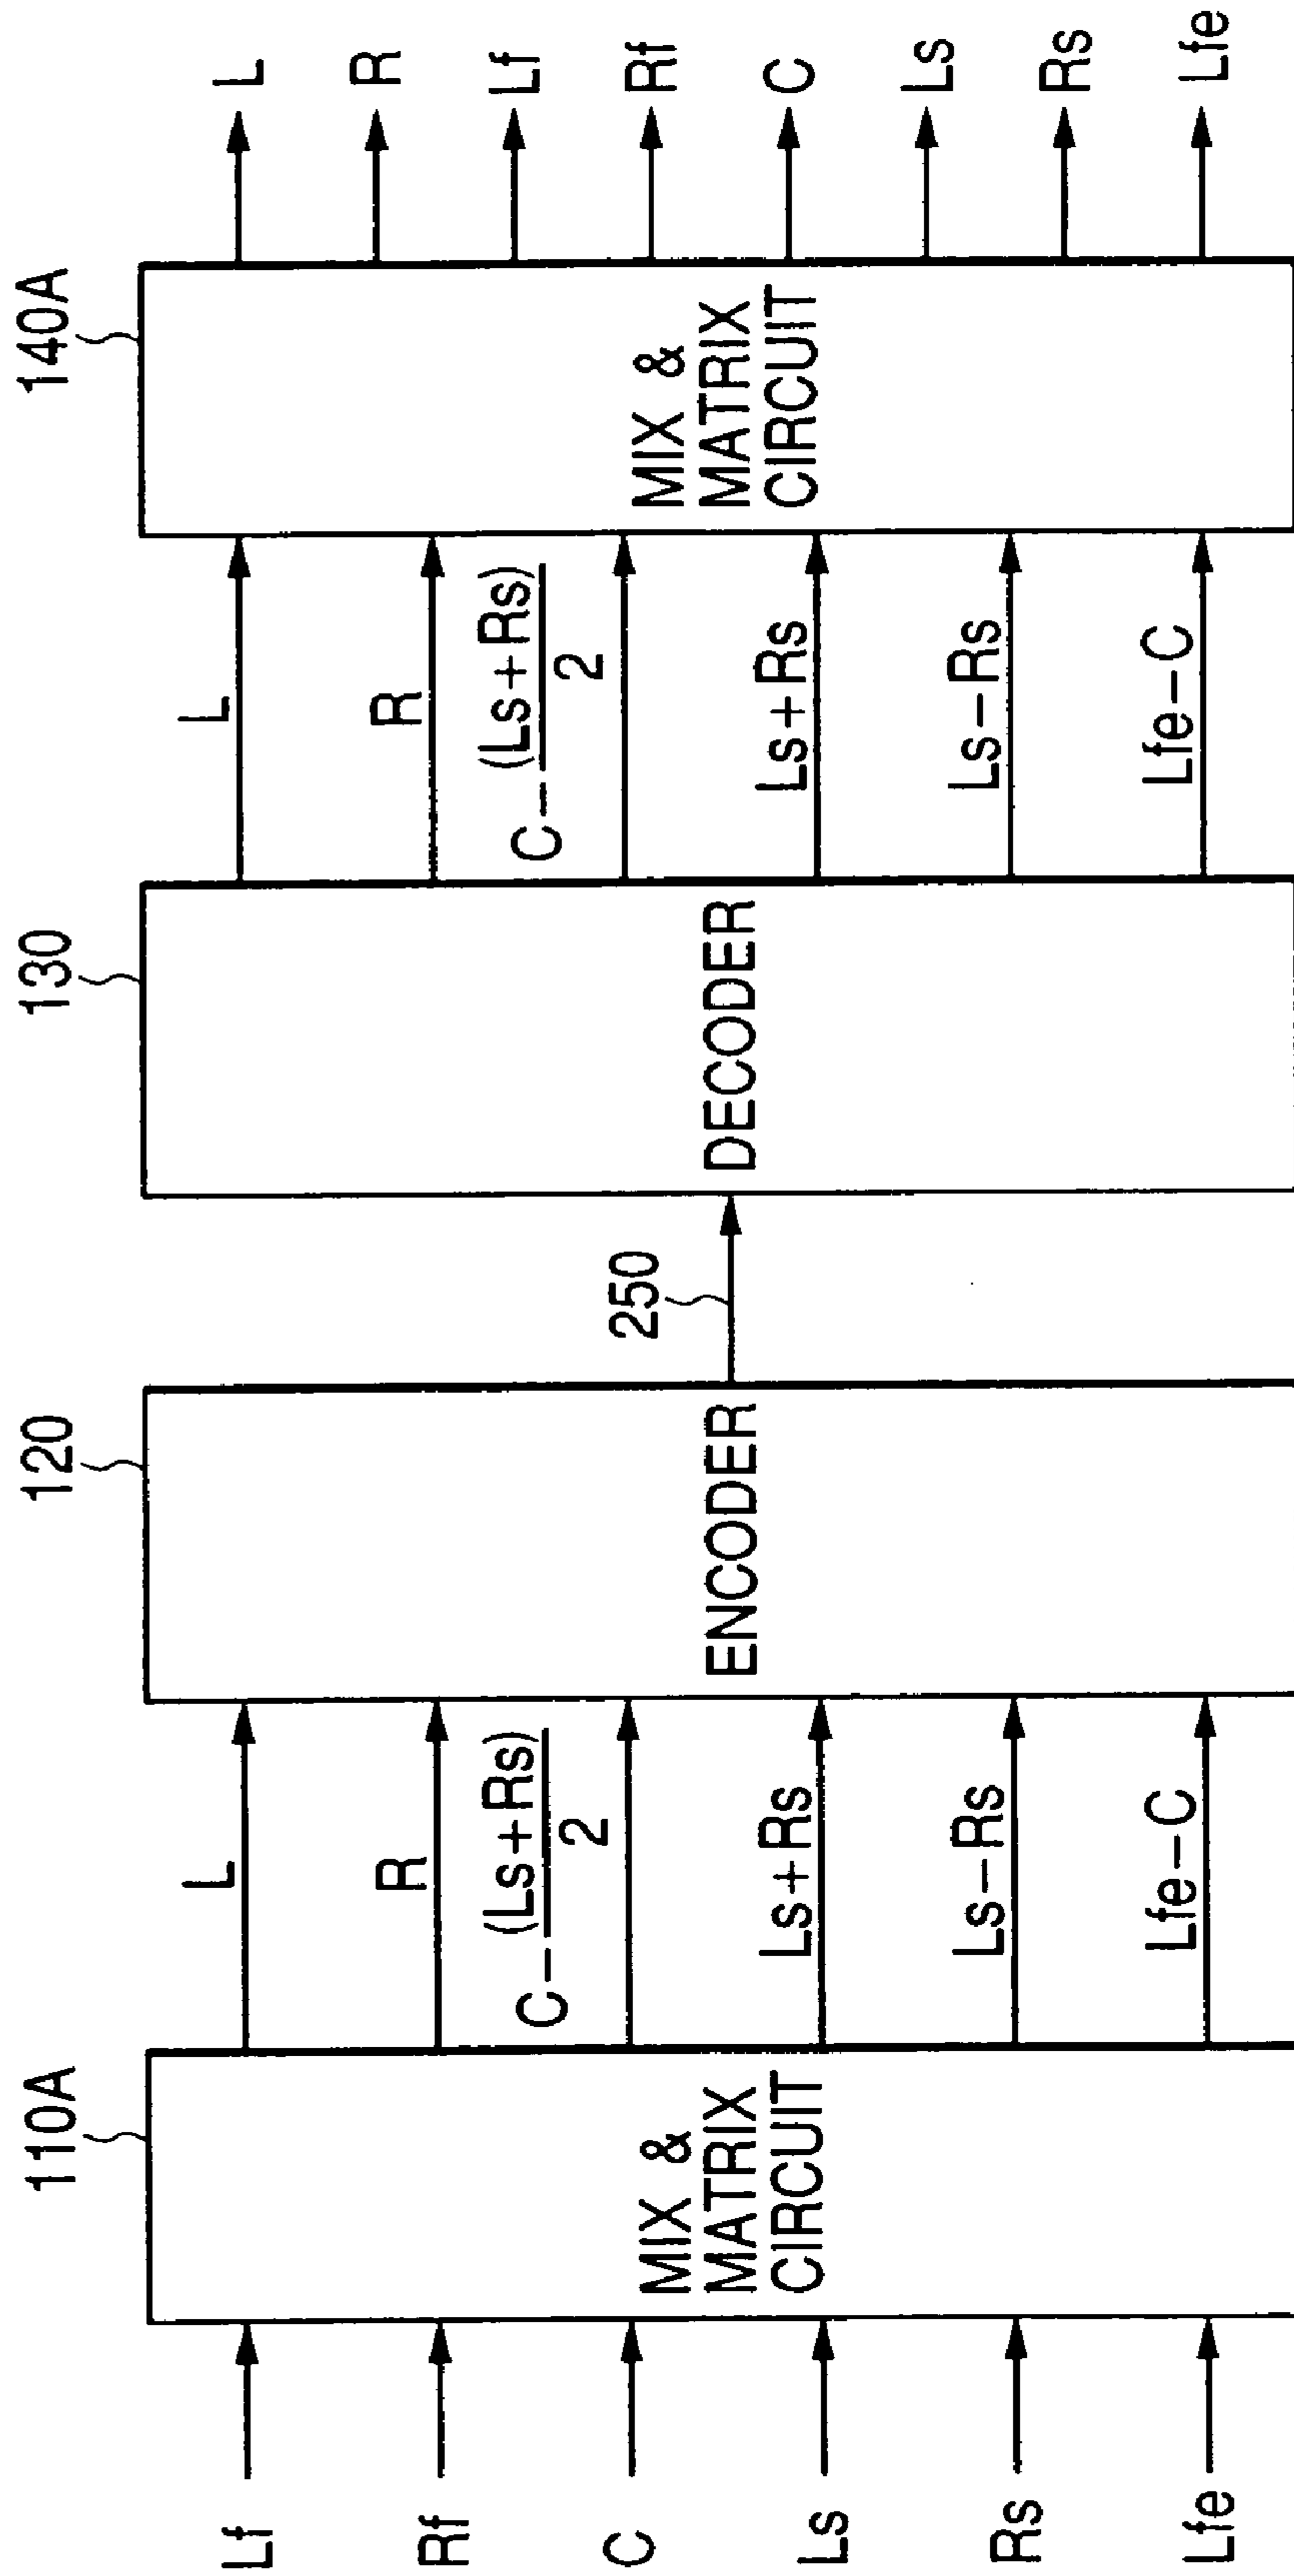 110A
120
130
140A
Lf
Rf
C
Ls
Rs
Lfe
MIX &
MATRIX
CIRCUIT
L
R
C-(Ls+Rs)/2
Ls+Rs
Ls-Rs
Lfe-C
ENCODER
250
DECODER
L
R
C-(Ls+Rs)/2
Ls+Rs
Ls-Rs
Lfe-C
MIX &
MATRIX
CIRCUIT
L
R
Lf
Rf
C
Ls
Rs
Lfe